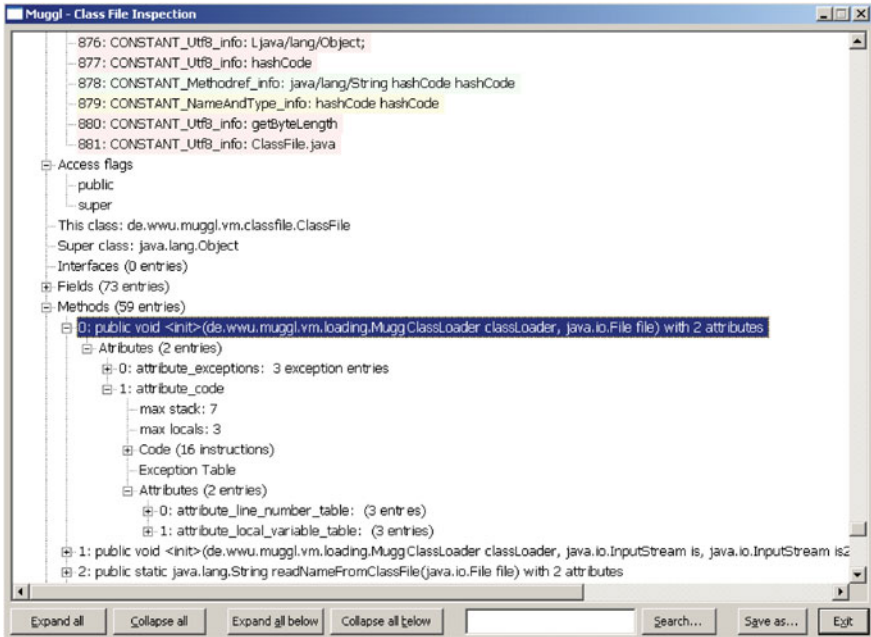 Muggl - Class File Inspection
876: CONSTANT_Utf8_info: Ljava/lang/Object;
877: CONSTANT_Utf8_info: hashCode
878: CONSTANT_Methodref_info: java/lang/String hashCode hashCode
879: CONSTANT_NameAndType_info: hashCode hashCode
880: CONSTANT_Utf8_info: getByteLength
881: CONSTANT_Utf8_info: ClassFile.java
Access flags
public
super
This class: de.wwu.muggl.vm.classfile.ClassFile
Super class: java.lang.Object
Interfaces (0 entries)
Fields (73 entries)
Methods (59 entries)
0: public void <init>(de.wwu.muggl.vm.loading.MugglClassLoader classLoader, java.io.File file) with 2 attributes
Atributes (2 entries)
0: attribute_exceptions: 3 exception entries
1: attribute_code
max stack: 7
max locals: 3
Code (16 instructions)
Exception Table
Attributes (2 entries)
0: attribute_line_number_table: (3 entries)
1: attribute_local_variable_table: (3 entries)
1: public void <init>(de.wwu.muggl.vm.loading.MugglClassLoader classLoader, java.io.InputStream is, java.io.InputStream is2
2: public static java.lang.String readNameFromClassFile(java.io.File file) with 2 attributes
Expand all Collapse all Expand all below Collapse all below Search... Save as... Exit